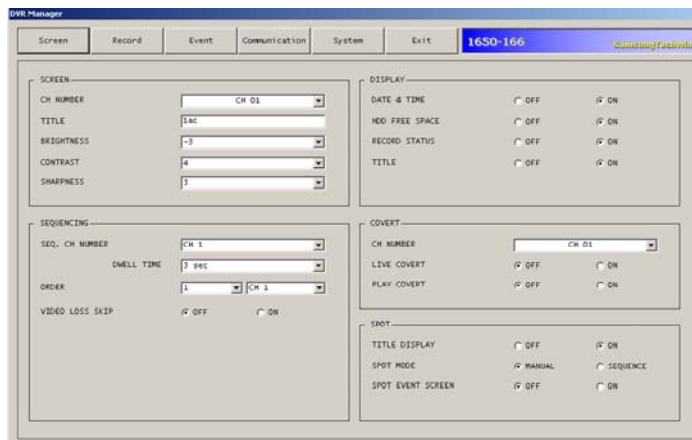 DVR Manager
Screen Record Event Communication System Exit 1650-166 SamsungTechwin
SCREEN
CH NUMBER CH 01
TITLE 1ac
BRIGHTNESS -3
CONTRAST 4
SHARPNESS 3
SEQUENCING
SEQ. CH NUMBER CH 1
DWELL TIME 3 sec
ORDER 1 CH 1
VIDEO LOSS SKIP OFF ON
DISPLAY
DATE & TIME OFF ON
HDD FREE SPACE OFF ON
RECORD STATUS OFF ON
TITLE OFF ON
COVERT
CH NUMBER CH 01
LIVE COVERT OFF ON
PLAY COVERT OFF ON
SPOT
TITLE DISPLAY OFF ON
SPOT MODE MANUAL SEQUENCE
SPOT EVENT SCREEN OFF ON